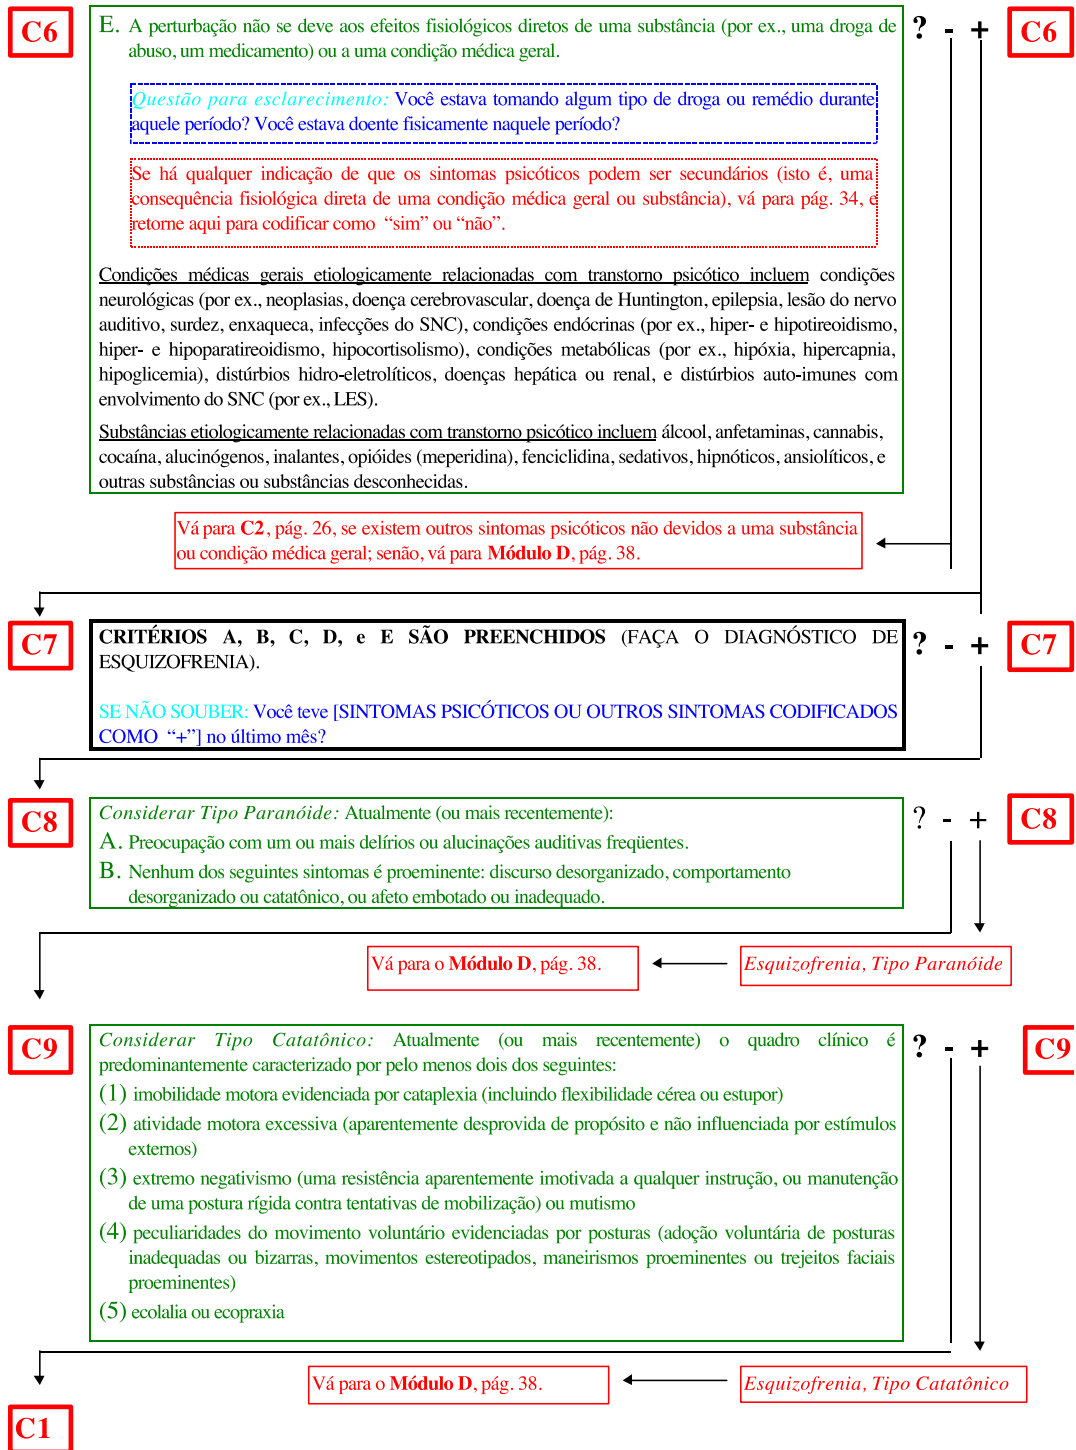 C6
E. A perturbação não se deve aos efeitos fisiológicos diretos de uma substância (por ex., uma droga de
abuso, um medicamento) ou a uma condição médica geral.
? - +
C6
Questão para esclarecimento: Você estava tomando algum tipo de droga ou remédio durante
aquele período? Você estava doente fisicamente naquele período?
Se há qualquer indicação de que os sintomas psicóticos podem ser secundários (isto é, uma
consequência fisiológica direta de uma condição médica geral ou substância), vá para pág. 34, e
retorne aqui para codificar como “sim” ou “não”.
Condições médicas gerais etiologicamente relacionadas com transtorno psicótico incluem condições
neurológicas (por ex., neoplasias, doença cerebrovascular, doença de Huntington, epilepsia, lesão do nervo
auditivo, surdez, enxaqueca, infecções do SNC), condições endócrinas (por ex., hiper- e hipotireoidismo,
hiper- e hipoparatireoidismo, hipocortisolismo), condições metabólicas (por ex., hipóxia, hipercapnia,
hipoglicemia), distúrbios hidro-eletrolíticos, doenças hepática ou renal, e distúrbios auto-imunes com
envolvimento do SNC (por ex., LES).
Substâncias etiologicamente relacionadas com transtorno psicótico incluem álcool, anfetaminas, cannabis,
cocaína, alucinógenos, inalantes, opióides (meperidina), fenciclidina, sedativos, hipnóticos, ansiolíticos, e
outras substâncias ou substâncias desconhecidas.
Vá para C2, pág. 26, se existem outros sintomas psicóticos não devidos a uma substância
ou condição médica geral; senão, vá para Módulo D, pág. 38.
C7
CRITÉRIOS A, B, C, D, e E SÃO PREENCHIDOS (FAÇA O DIAGNÓSTICO DE
ESQUIZOFRENIA).
? - +
C7
SE NÃO SOUBER: Você teve [SINTOMAS PSICÓTICOS OU OUTROS SINTOMAS CODIFICADOS
COMO “+”] no último mês?
C8
Considerar Tipo Paranóide: Atualmente (ou mais recentemente):
? - +
C8
A. Preocupação com um ou mais delírios ou alucinações auditivas freqüentes.
B. Nenhum dos seguintes sintomas é proeminente: discurso desorganizado, comportamento
desorganizado ou catatônico, ou afeto embotado ou inadequado.
Vá para o Módulo D, pág. 38.
Esquizofrenia, Tipo Paranóide
C9
Considerar Tipo Catatônico: Atualmente (ou mais recentemente) o quadro clínico é
predominantemente caracterizado por pelo menos dois dos seguintes:
? - +
C9
(1) imobilidade motora evidenciada por cataplexia (incluindo flexibilidade cérea ou estupor)
(2) atividade motora excessiva (aparentemente desprovida de propósito e não influenciada por estímulos
externos)
(3) extremo negativismo (uma resistência aparentemente imotivada a qualquer instrução, ou manutenção
de uma postura rígida contra tentativas de mobilização) ou mutismo
(4) peculiaridades do movimento voluntário evidenciadas por posturas (adoção voluntária de posturas
inadequadas ou bizarras, movimentos estereotipados, maneirismos proeminentes ou trejeitos faciais
proeminentes)
(5) ecolalia ou ecopraxia
Vá para o Módulo D, pág. 38.
Esquizofrenia, Tipo Catatônico
C1